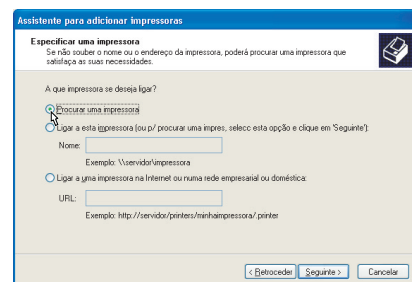 Assistente para adicionar impressoras
Especificar uma impressora
Se não souber o nome ou o endereço da impressora, poderá procurar uma impressora que
satisfaça as suas necessidades.
A que impressora se deseja ligar?
Procurar uma impressora
Ligar a esta impressora (ou p/ procurar uma impres, selecc esta opção e clique em 'Seguinte'):
Nome:
Exemplo: \\servidor\impressora
Ligar a uma impressora na Internet ou numa rede empresarial ou doméstica:
URL:
Exemplo: http://servidor/printers/minhaimpressora/.printer
< Retroceder Seguinte > Cancelar